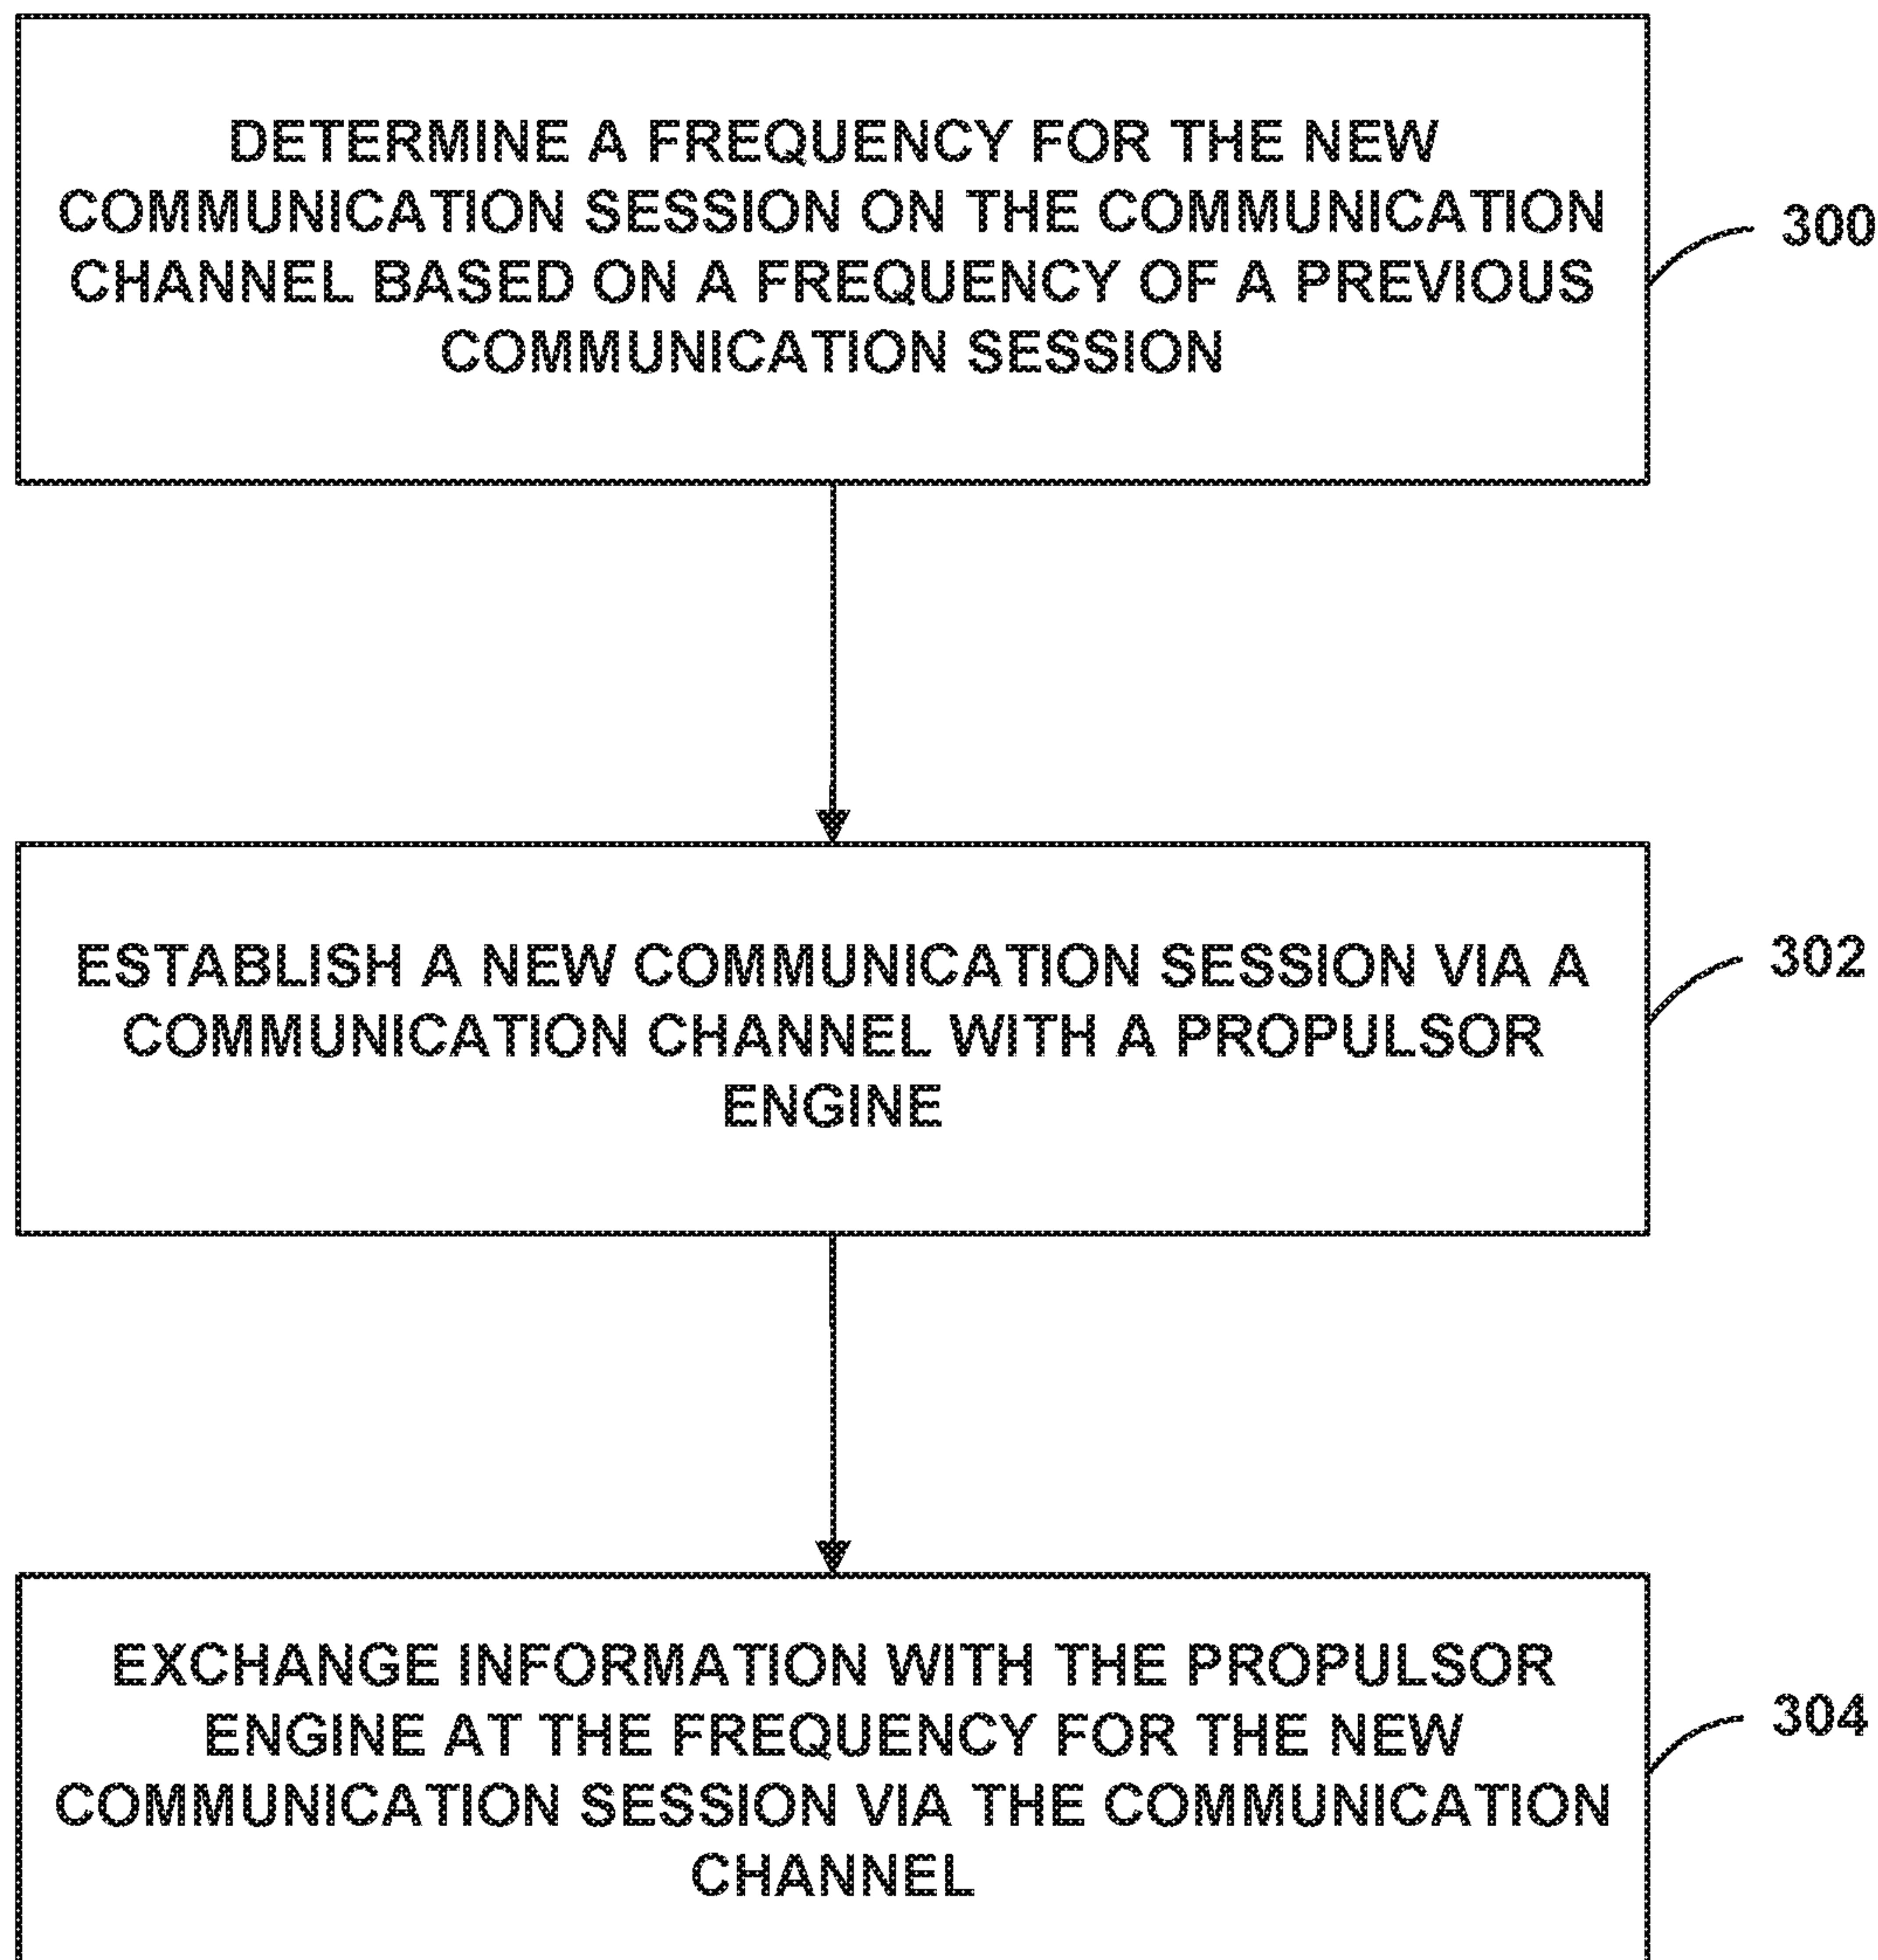 DETERMINE A FREQUENCY FOR THE NEW
COMMUNICATION SESSION ON THE COMMUNICATION
CHANNEL BASED ON A FREQUENCY OF A PREVIOUS
COMMUNICATION SESSION
300
ESTABLISH A NEW COMMUNICATION SESSION VIA A
COMMUNICATION CHANNEL WITH A PROPULSOR
ENGINE
302
EXCHANGE INFORMATION WITH THE PROPULSOR
ENGINE AT THE FREQUENCY FOR THE NEW
COMMUNICATION SESSION VIA THE COMMUNICATION
CHANNEL
304